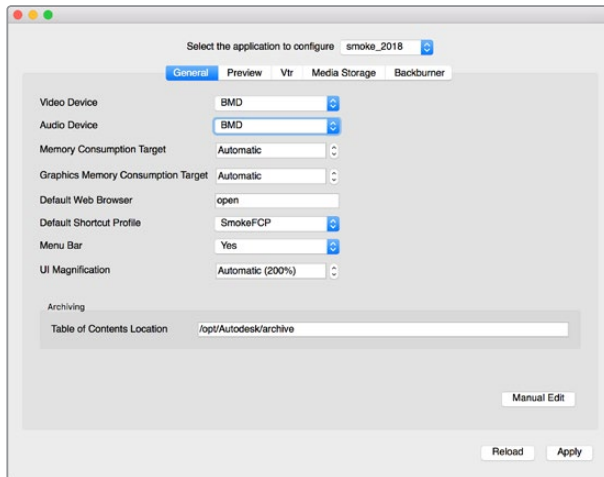 Select the application to configure smoke_2018
General Preview Vtr Media Storage Backburner
Video Device BMD
Audio Device BMD
Memory Consumption Target Automatic
Graphics Memory Consumption Target Automatic
Default Web Browser open
Default Shortcut Profile SmokeFCP
Menu Bar Yes
UI Magnification Automatic (200%)
Archiving
Table of Contents Location /opt/Autodesk/archive
Manual Edit
Reload Apply